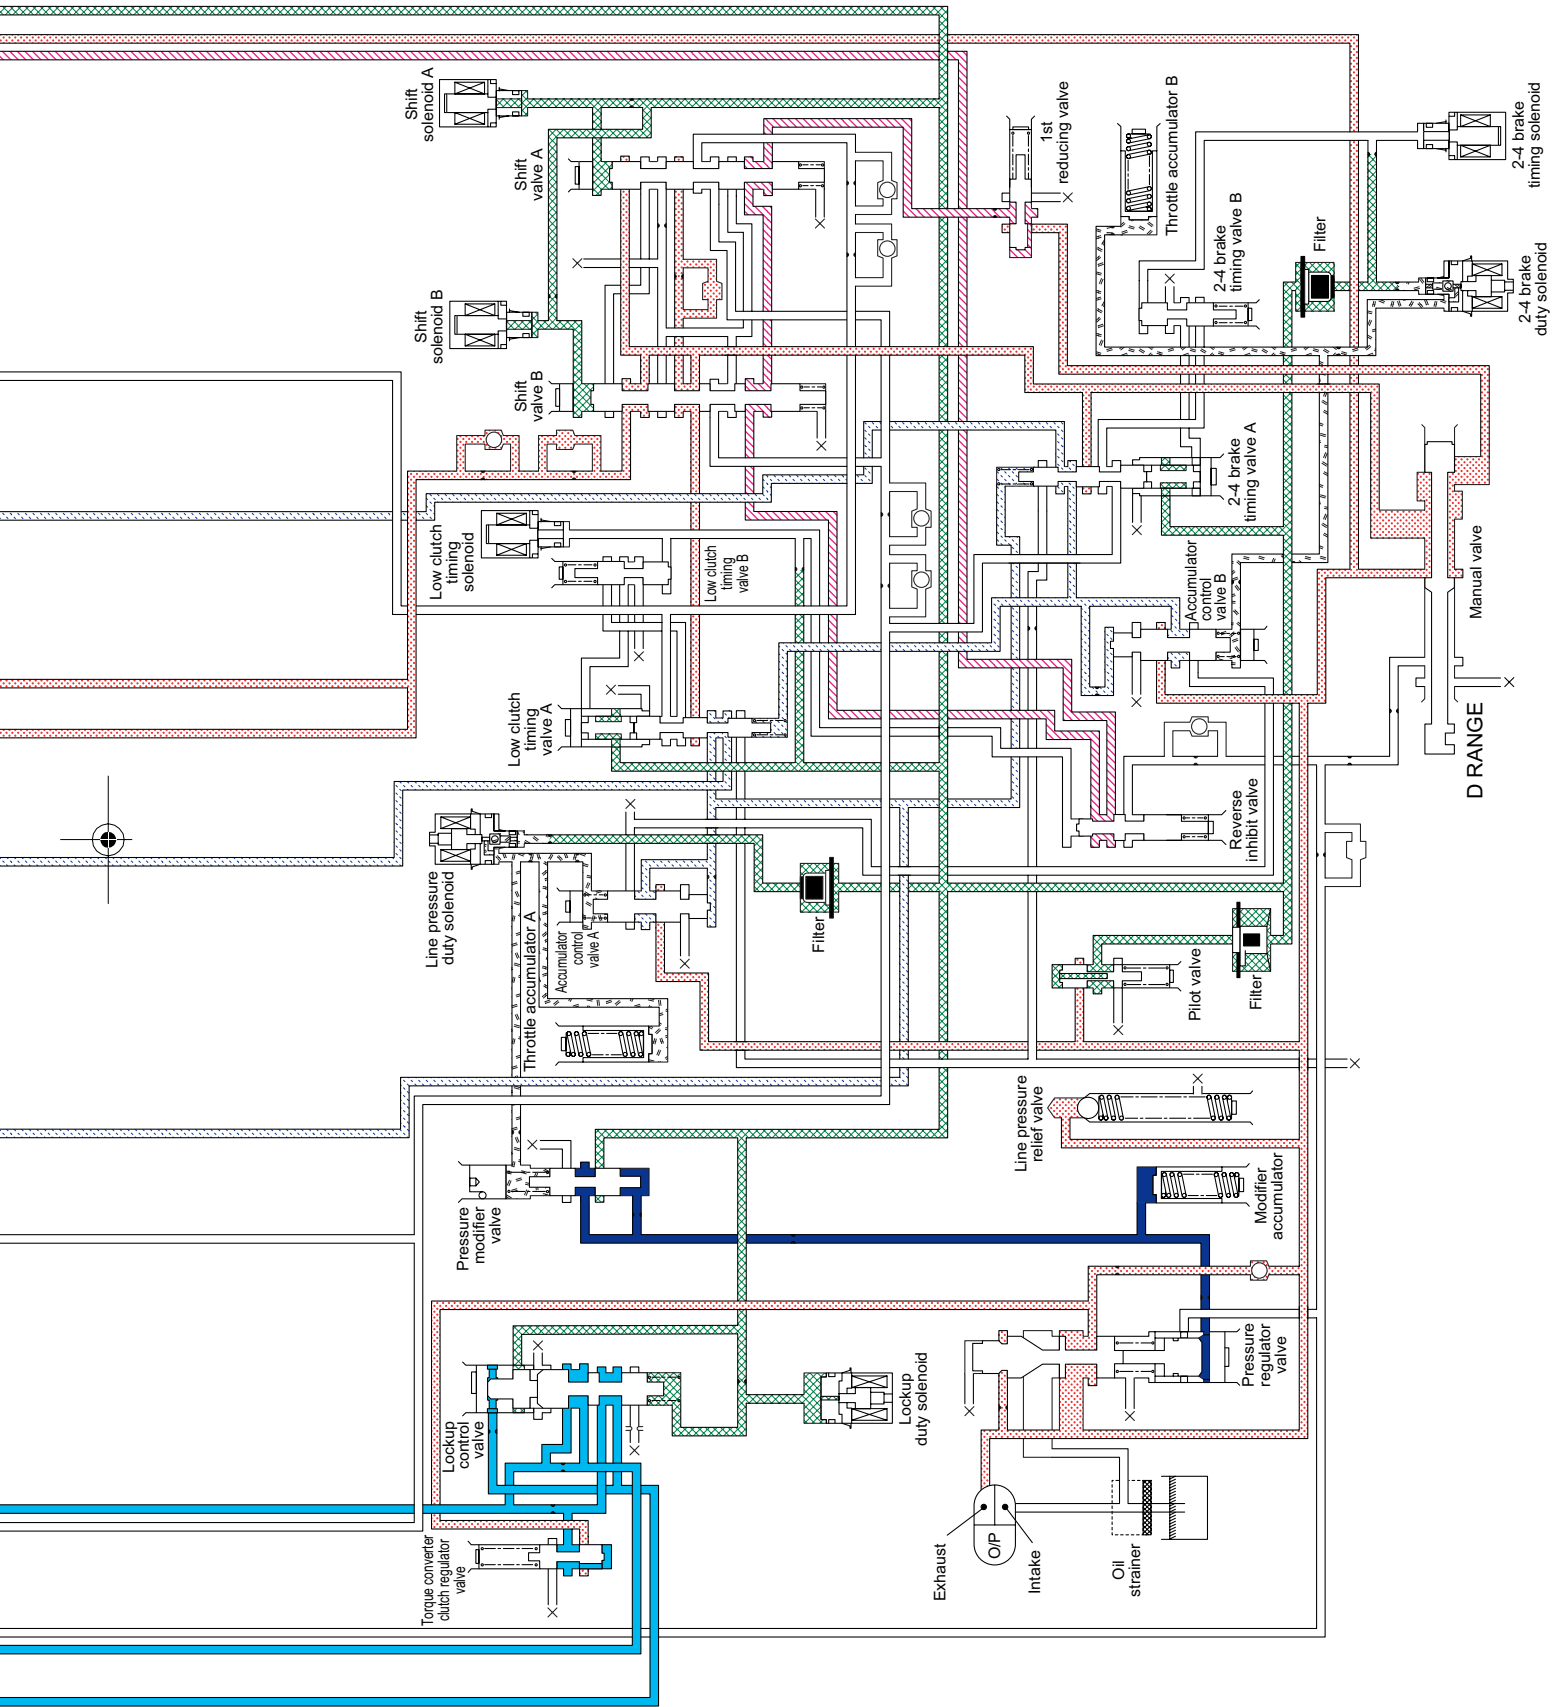 Shift
solenoid A
Shift
valve A
Shift
solenoid B
Shift
valve B
1st
reducing valve
Throttle accumulator B
2-4 brake
timing valve B
Filter
2-4 brake
timing solenoid
2-4 brake
duty solenoid
Low clutch
timing
solenoid
Low clutch
timing
valve B
2-4 brake
timing valve A
Accumulator
control
valve B
Manual valve
Low clutch
timing
valve A
D RANGE
Reverse
inhibit valve
Line pressure
duty solenoid
Throttle accumulator A
Accumulator
control
valve A
Filter
Pilot valve
Filter
Line pressure
relief valve
Pressure
modifier
valve
Modifier
accumulator
Lockup
control
valve
Lockup
duty solenoid
Pressure
regulator
valve
Torque converter
clutch regulator
valve
Exhaust
O/P
Intake
Oil
strainer